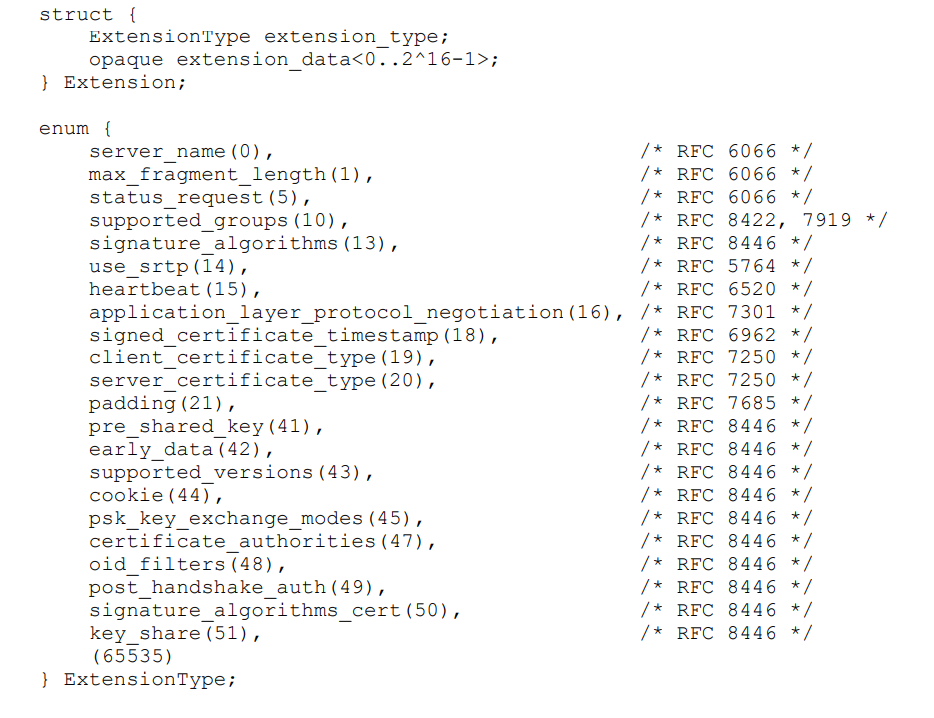 struct {
    ExtensionType extension_type;
    opaque extension_data<0..2^16-1>;
} Extension;

enum {
    server_name(0),                             /* RFC 6066 */
    max_fragment_length(1),                     /* RFC 6066 */
    status_request(5),                          /* RFC 6066 */
    supported_groups(10),                       /* RFC 8422, 7919 */
    signature_algorithms(13),                   /* RFC 8446 */
    use_srtp(14),                               /* RFC 5764 */
    heartbeat(15),                              /* RFC 6520 */
    application_layer_protocol_negotiation(16), /* RFC 7301 */
    signed_certificate_timestamp(18),           /* RFC 6962 */
    client_certificate_type(19),                /* RFC 7250 */
    server_certificate_type(20),                /* RFC 7250 */
    padding(21),                                /* RFC 7685 */
    pre_shared_key(41),                         /* RFC 8446 */
    early_data(42),                             /* RFC 8446 */
    supported_versions(43),                     /* RFC 8446 */
    cookie(44),                                 /* RFC 8446 */
    psk_key_exchange_modes(45),                 /* RFC 8446 */
    certificate_authorities(47),                /* RFC 8446 */
    oid_filters(48),                            /* RFC 8446 */
    post_handshake_auth(49),                    /* RFC 8446 */
    signature_algorithms_cert(50),              /* RFC 8446 */
    key_share(51),                              /* RFC 8446 */
    (65535)
} ExtensionType;